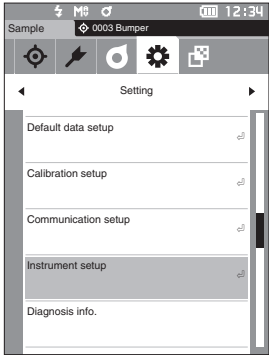 M 12:34
Sample 0003 Bumper
Setting
Default data setup
Calibration setup
Communication setup
Instrument setup
Diagnosis info.